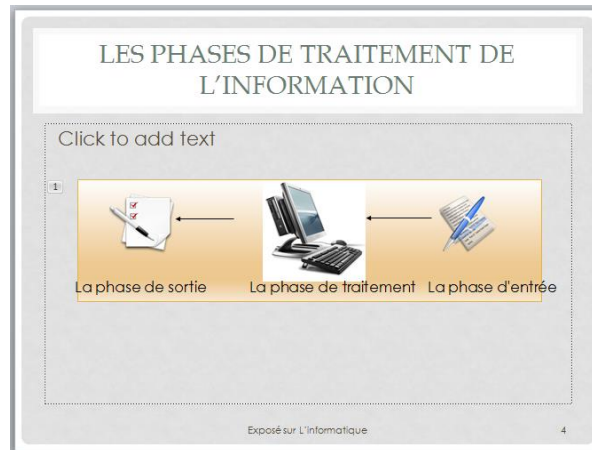 LES PHASES DE TRAITEMENT DE
L'INFORMATION
Click to add text
1
La phase de sortie
La phase de traitement
La phase d'entrée
Exposé sur L'informatique
4